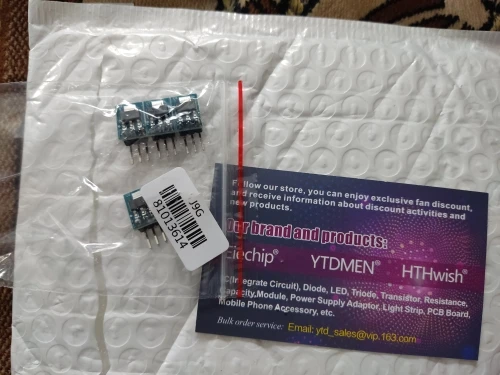 J9G
81013614
Follow our store, you can enjoy exclusive fan discount,
and receive information about discount activities and
new products.
Our brand and products:
ciechip® YTDMEN® HTHwish®
IC(Integrate Circuit), Diode, LED, Triode, Transistor, Resistance,
Capacity,Module, Power Supply Adaptor, Light Strip, PCB Board,
Mobile Phone Accessory, etc.
Bulk order service: Email: ytd_sales@vip.163.com